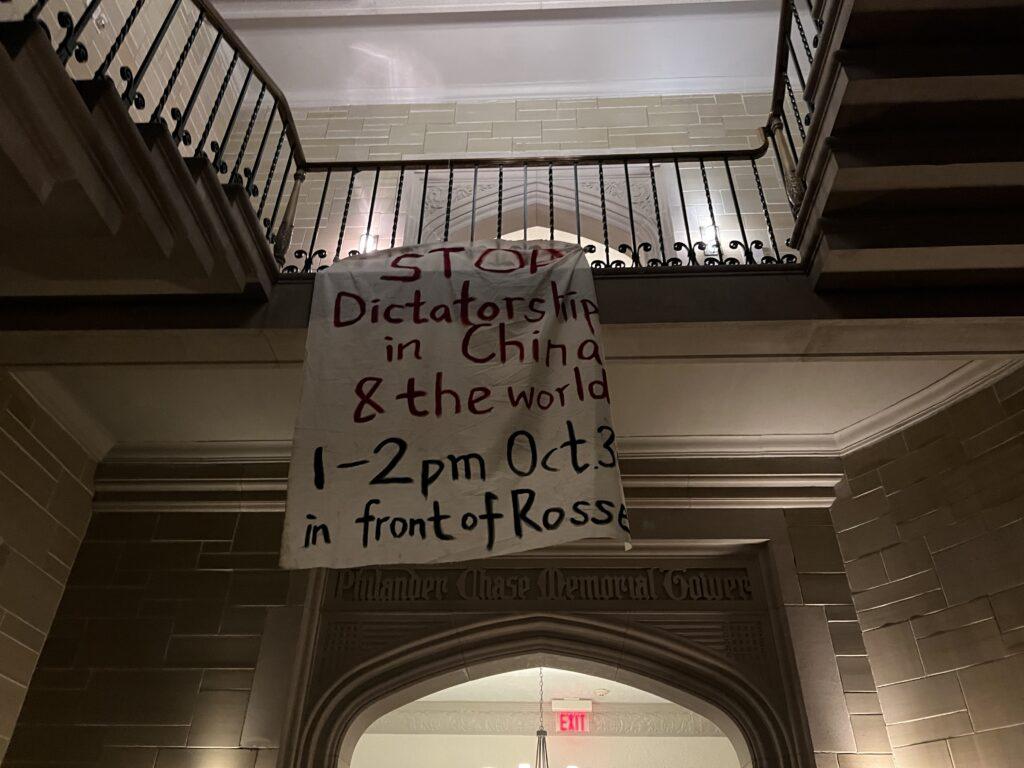 STOP
Dictatorship
in China
& the world
1-2pm Oct.3
in front of Rosse
Philander Chase Memorial Tower
EXIT